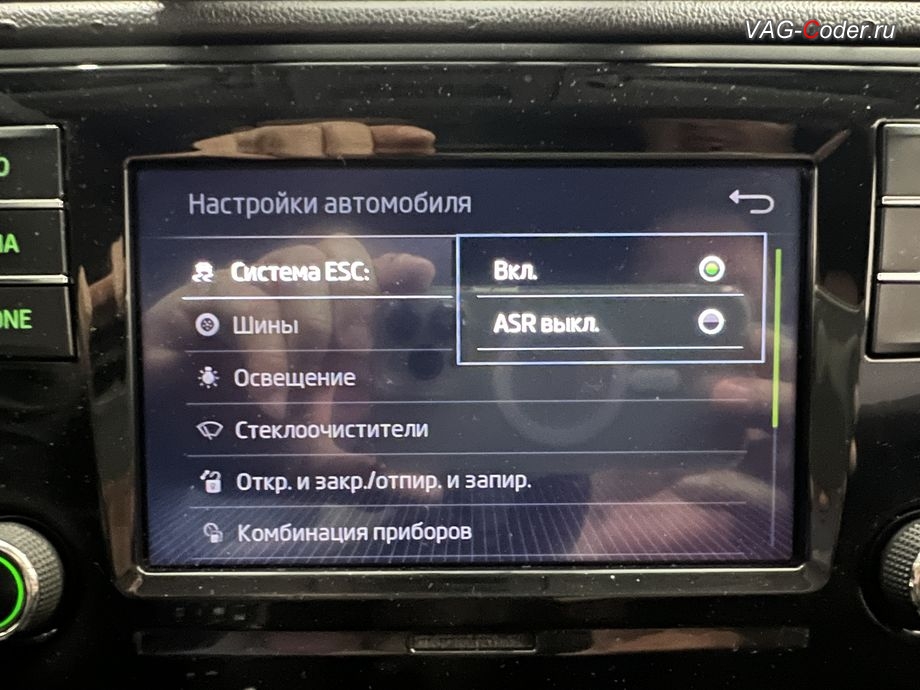 VAG-Coder.ru
Настройки автомобиля
Система ESC:
Вкл.
ASR выкл.
Шины
Освещение
Стеклоочистители
Откр. и закр./отпир. и запир.
Комбинация приборов